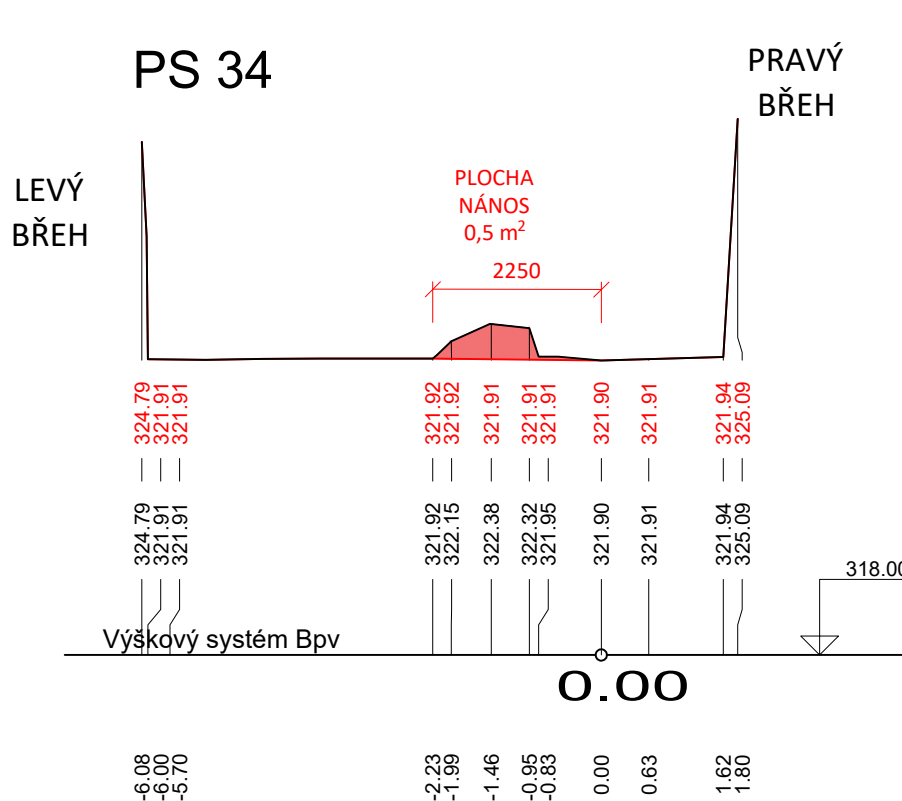 PS 34
PRAVÝ
BŘEH
LEVÝ
BŘEH
PLOCHA
NÁNOS
0,5 m²
2250
324.79 321.91 321.91 321.92 321.92 321.91 321.91 321.91 321.90 321.91 321.94 325.09
324.79 321.91 321.91 321.92 322.15 322.38 322.32 321.95 321.90 321.91 321.94 325.09
318.00
Výškový systém Bpv
0.00
-6.08 -6.00 -5.70 -2.23 -1.99 -1.46 -0.95 -0.83 0.00 0.63 1.62 1.80